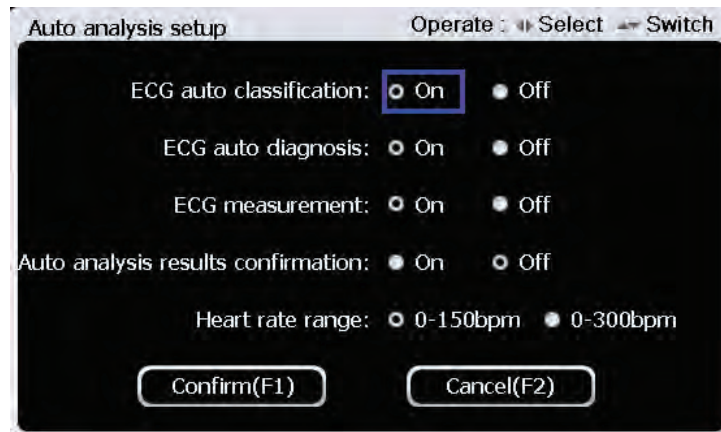 Auto analysis setup Operate : Select Switch
ECG auto classification: On Off
ECG auto diagnosis: On Off
ECG measurement: On Off
Auto analysis results confirmation: On Off
Heart rate range: 0-150bpm 0-300bpm
Confirm(F1) Cancel(F2)